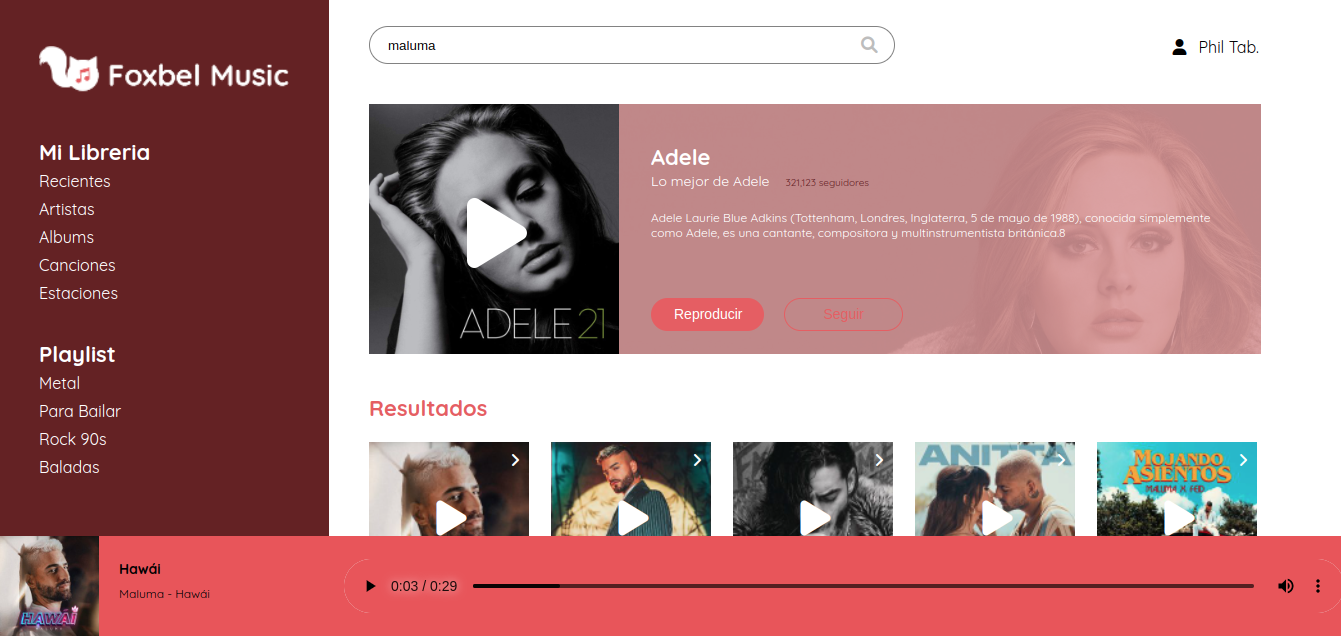 Foxbel Music
maluma
Phil Tab.
Mi Libreria
Recientes
Artistas
Albums
Canciones
Estaciones
Playlist
Metal
Para Bailar
Rock 90s
Baladas
ADELE 21
Adele
Lo mejor de Adele 321,123 seguidores
Adele Laurie Blue Adkins (Tottenham, Londres, Inglaterra, 5 de mayo de 1988), conocida simplemente
como Adele, es una cantante, compositora y multinstrumentista británica.8
Reproducir Seguir
Resultados
ANITTA
MOJANDO
ASIENTOS
MALUMA X FEID
HAWÁI
Hawái
Maluma - Hawái
0:03 / 0:29